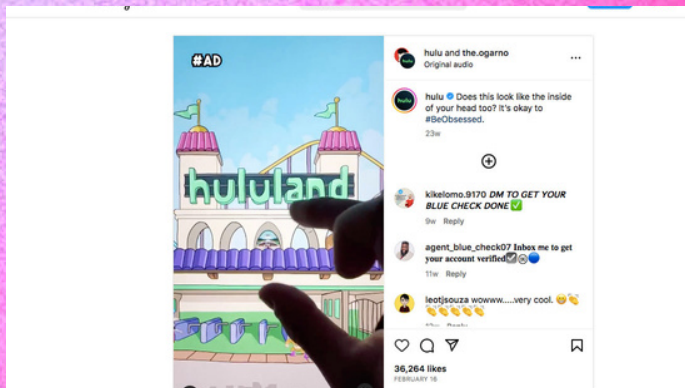 #AD
hululand
hulu and the.ogarno
Original audio
hulu Does this look like the inside
of your head too? It's okay to
#BeObsessed.
23w
kikelomo.9170 DM TO GET YOUR
BLUE CHECK DONE ✅
9w Reply
agent_blue_check07 Inbox me to get
your account verified
11w Reply
leotjsouza wowww.....very cool.
36,264 likes
FEBRUARY 16